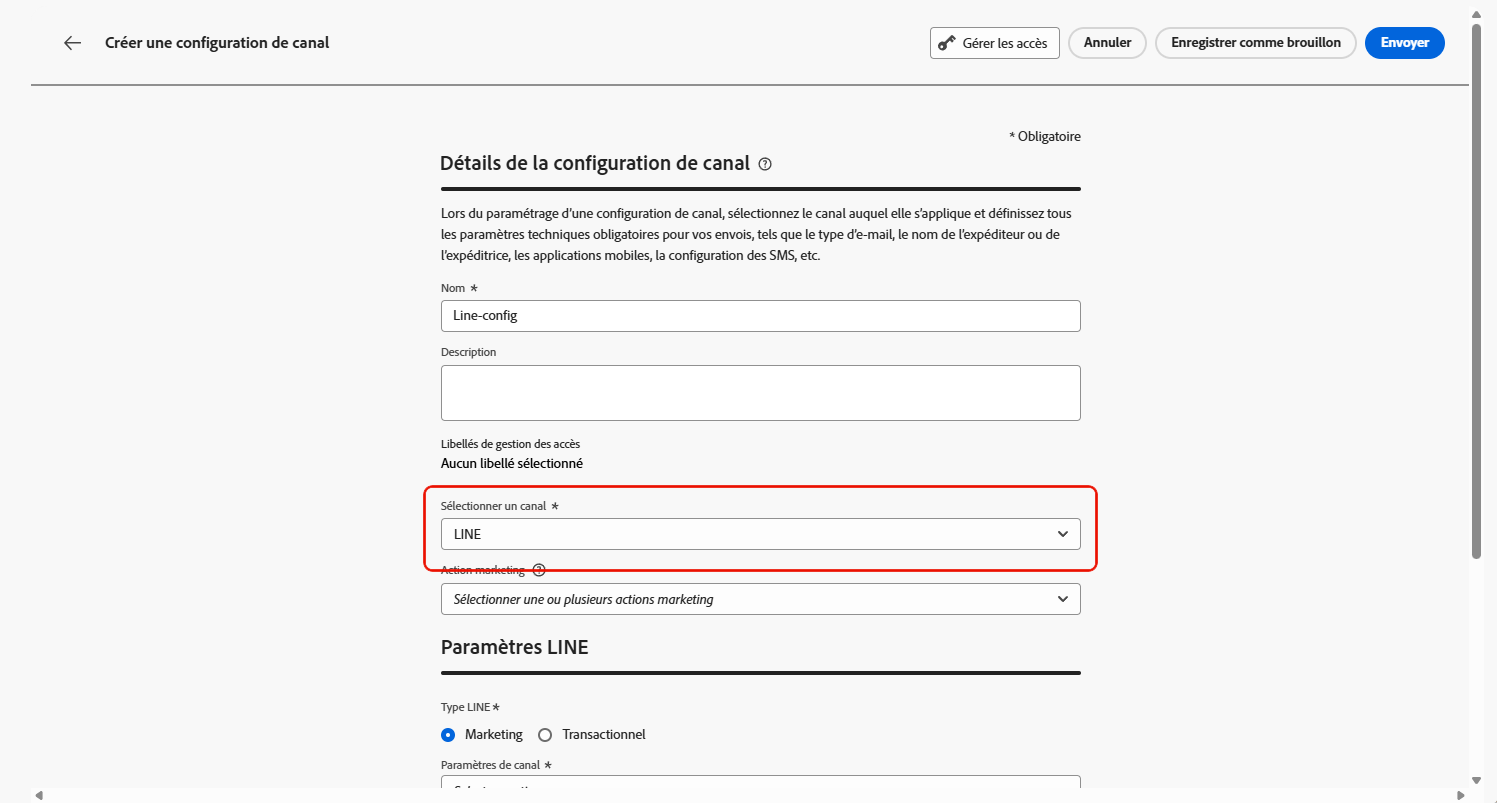 Créer une configuration de canal
Gérer les accès
Annuler
Enregistrer comme brouillon
Envoyer
* Obligatoire
Détails de la configuration de canal
Lors du paramétrage d’une configuration de canal, sélectionnez le canal auquel elle s’applique et définissez tous
les paramètres techniques obligatoires pour vos envois, tels que le type d’e-mail, le nom de l’expéditeur ou de
l’expéditrice, les applications mobiles, la configuration des SMS, etc.
Nom *
Line-config
Description
Libellés de gestion des accès
Aucun libellé sélectionné
Sélectionner un canal *
LINE
Action marketing
Sélectionner une ou plusieurs actions marketing
Paramètres LINE
Type LINE *
Marketing
Transactionnel
Paramètres de canal *